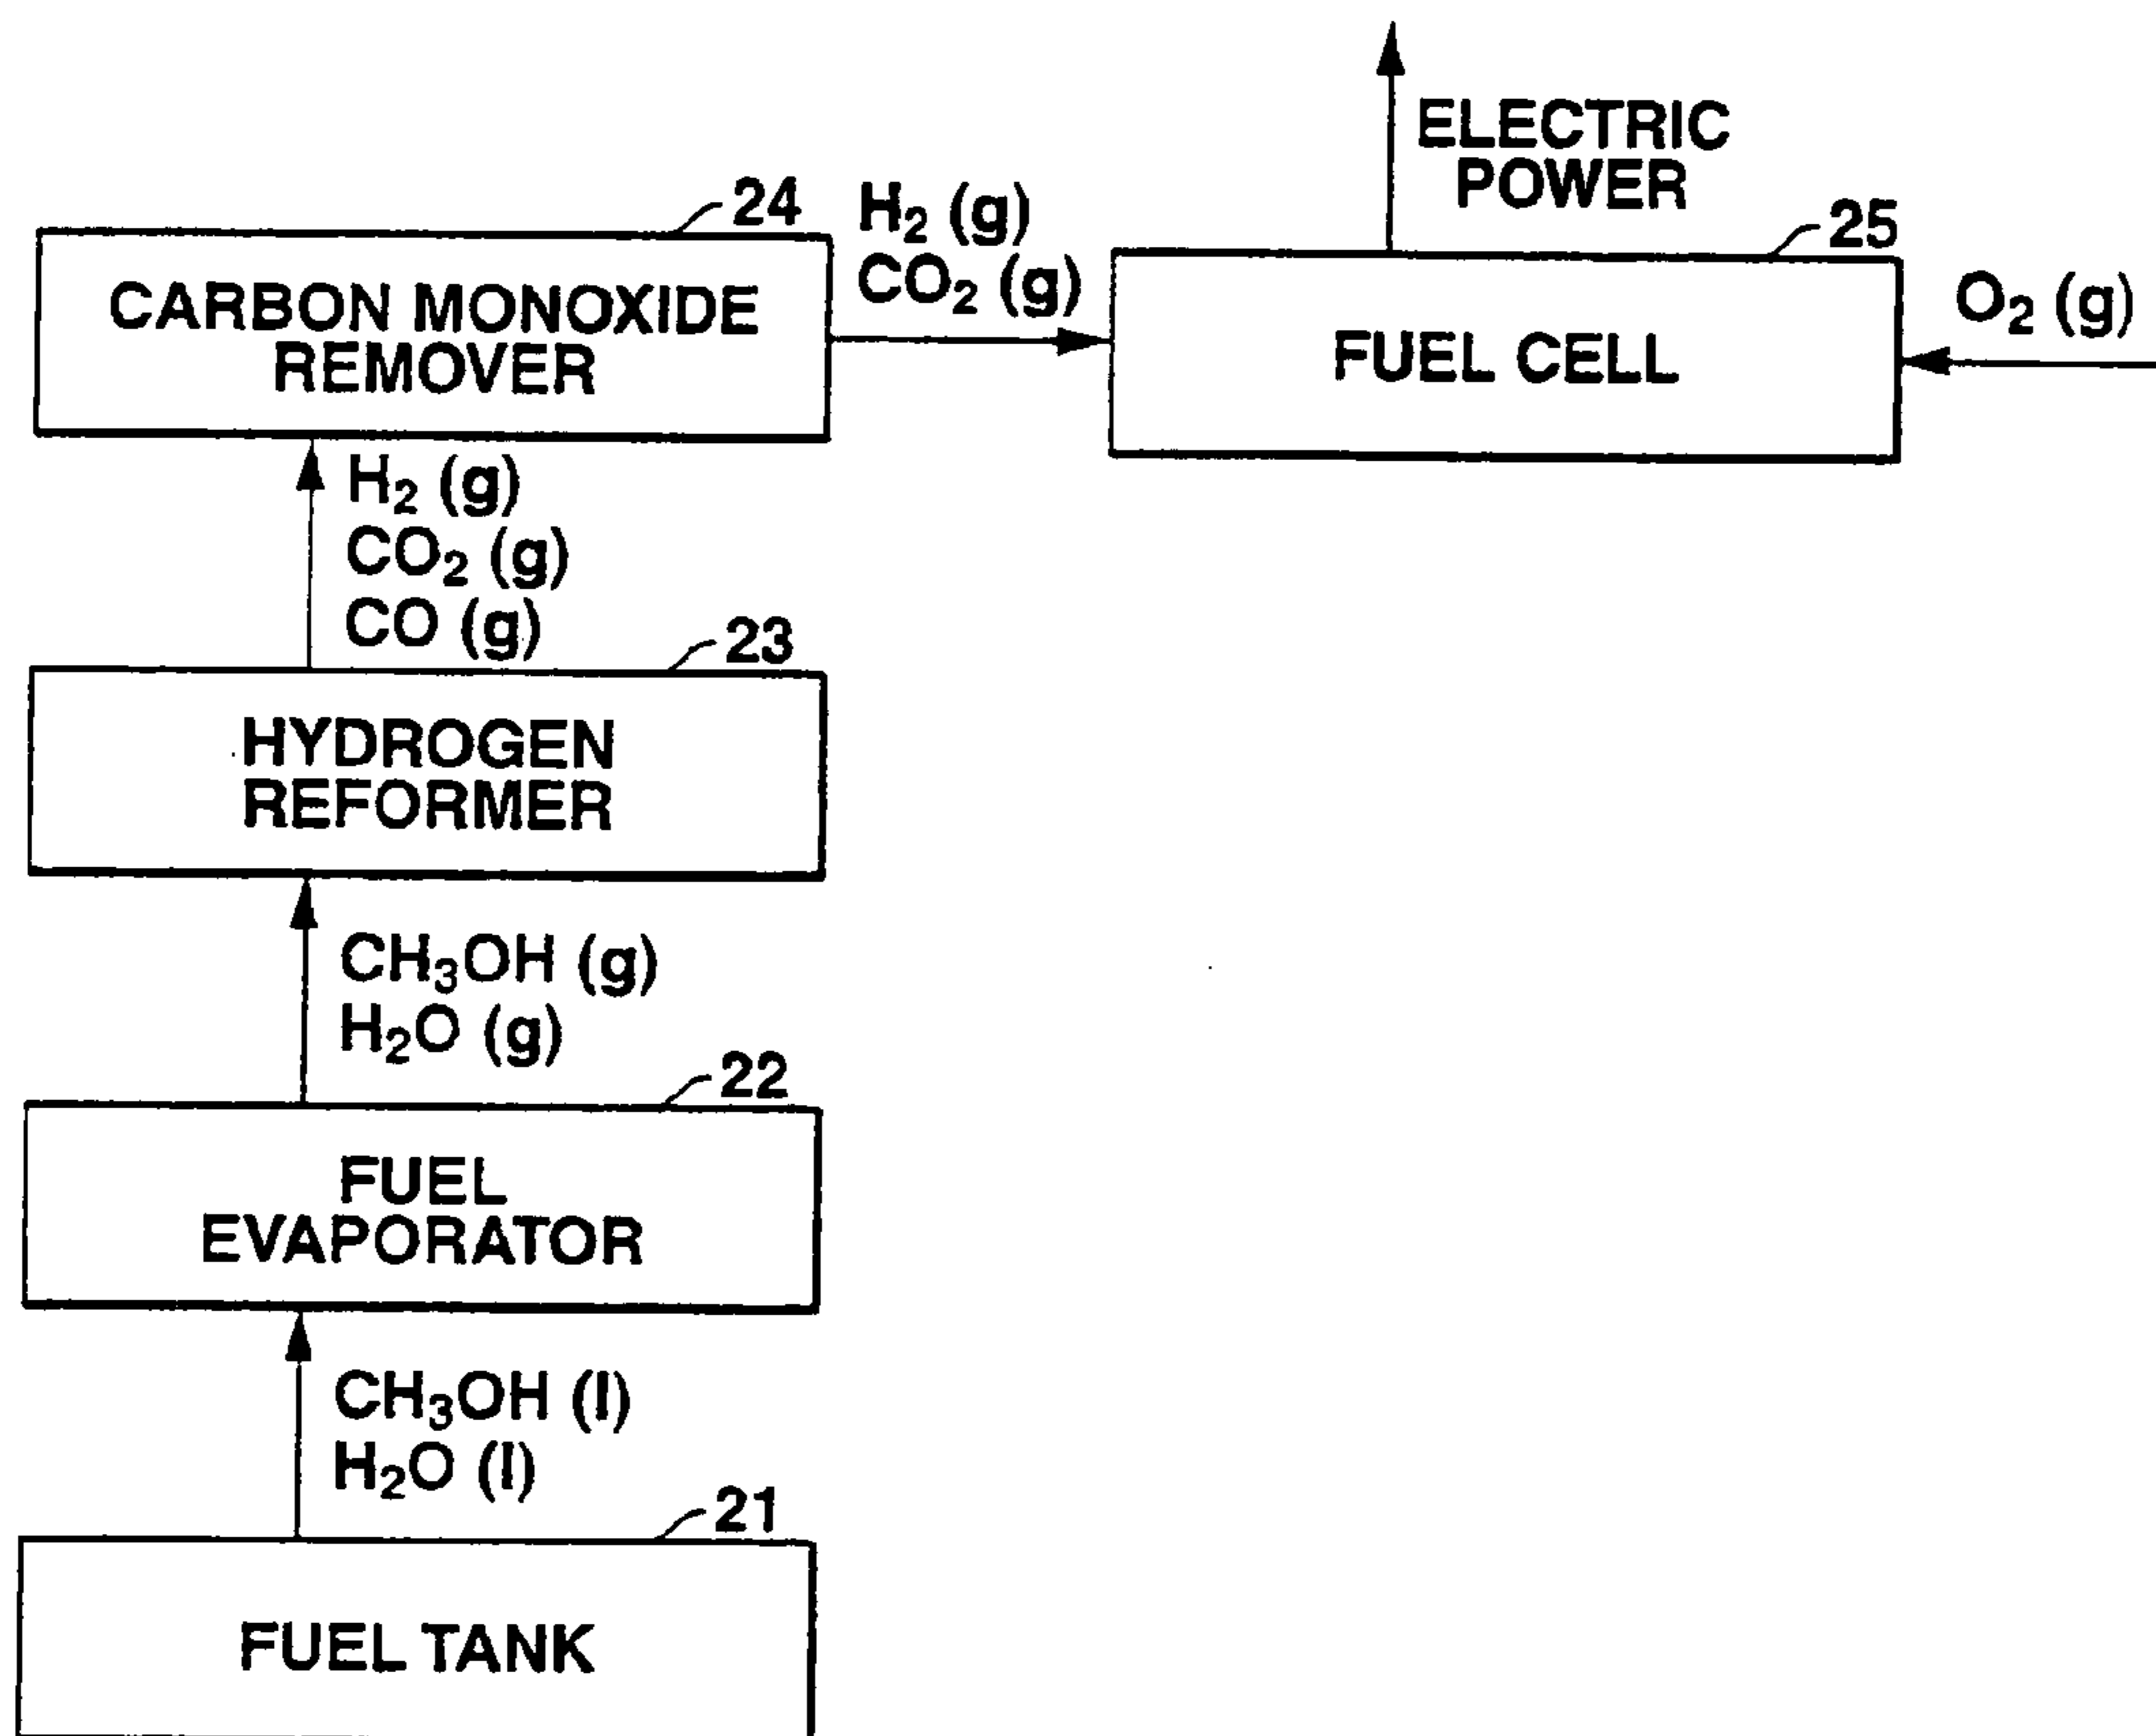 ELECTRIC
POWER
24
H₂ (g)
CO₂ (g)
25
O₂ (g)
CARBON MONOXIDE
REMOVER
FUEL CELL
H₂ (g)
CO₂ (g)
CO (g)
23
HYDROGEN
REFORMER
CH₃OH (g)
H₂O (g)
22
FUEL
EVAPORATOR
CH₃OH (l)
H₂O (l)
21
FUEL TANK